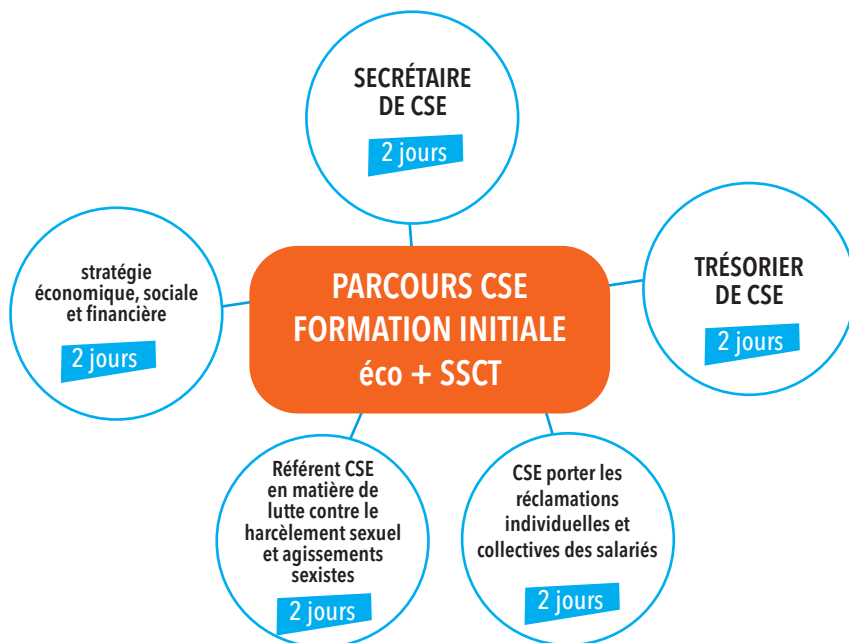 SECRÉTAIRE
DE CSE
2 jours
stratégie
économique, sociale
et financière
2 jours
PARCOURS CSE
FORMATION INITIALE
éco + SSCT
TRÉSORIER
DE CSE
2 jours
Référent CSE
en matière de
lutte contre le
harcèlement sexuel
et agissements
sexistes
2 jours
CSE porter les
réclamations
individuelles et
collectives des salariés
2 jours